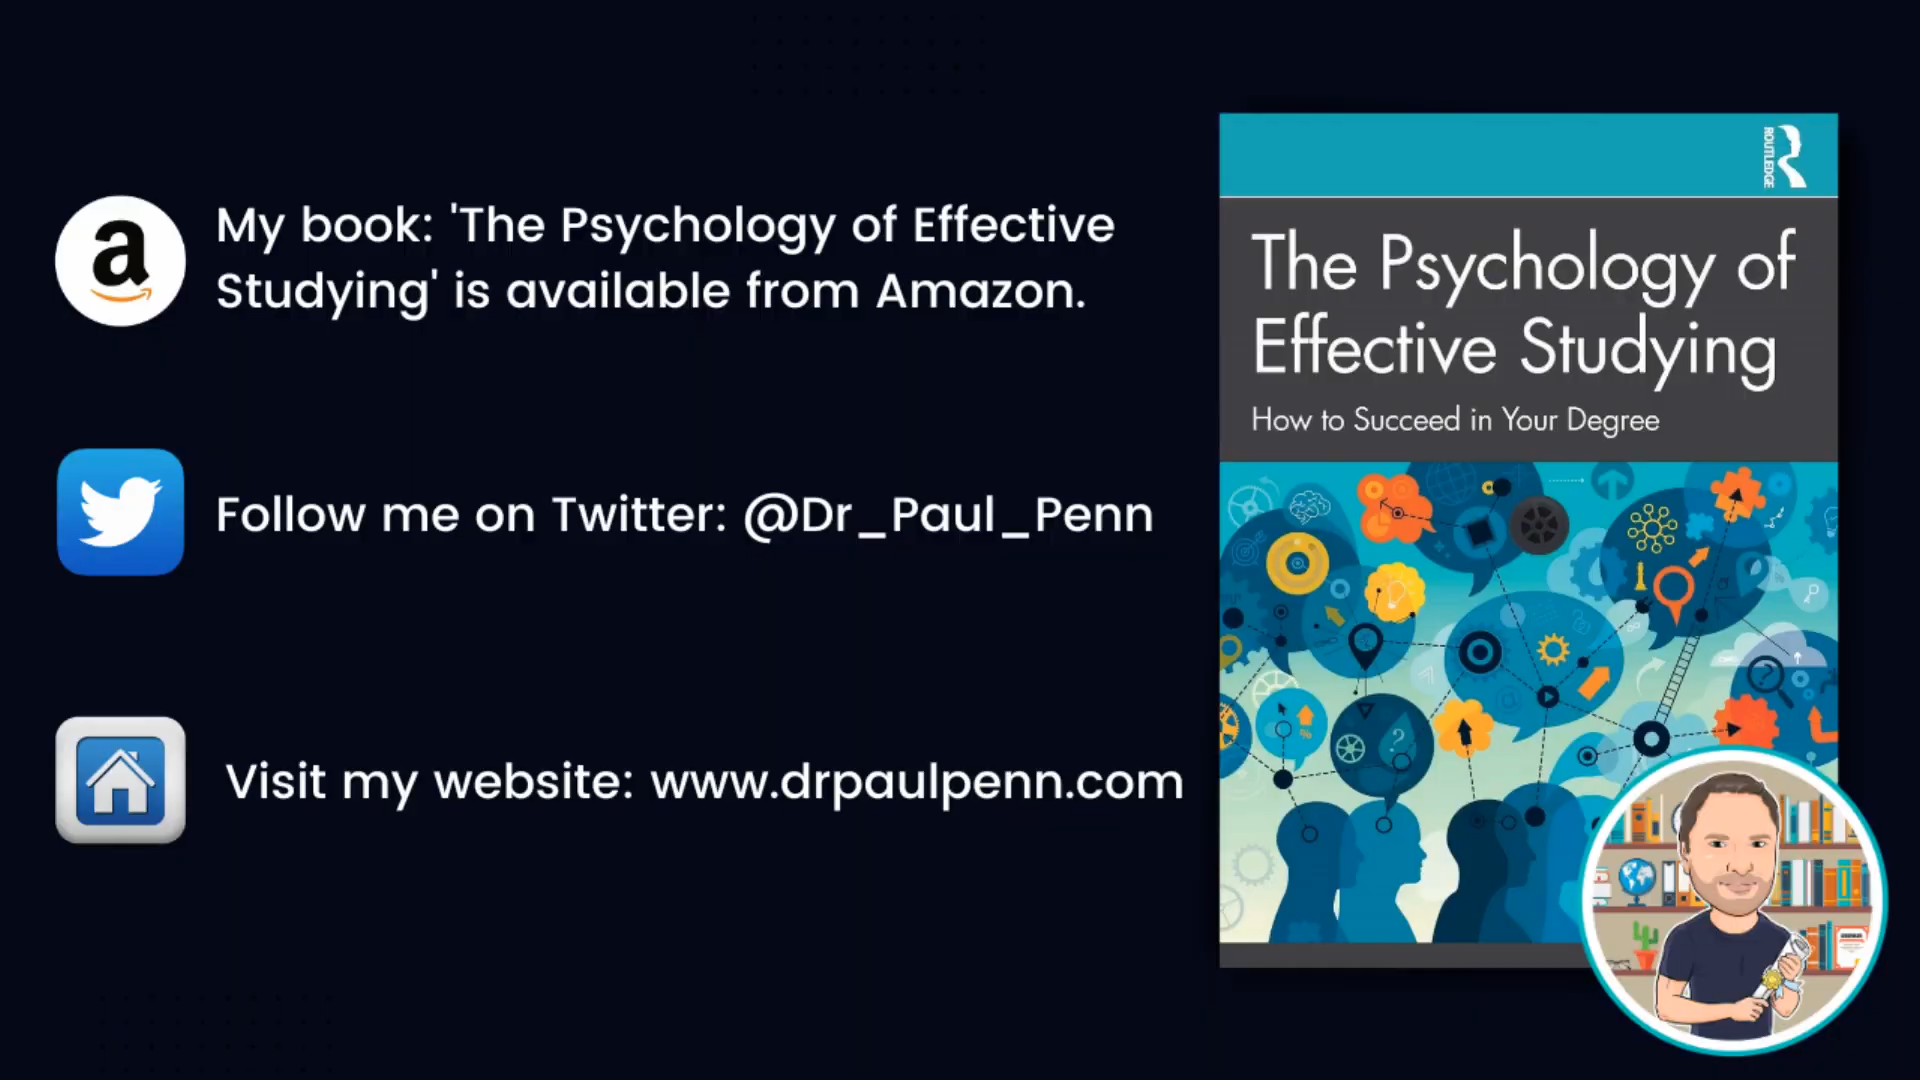 My book: 'The Psychology of Effective
Studying' is available from Amazon.
Follow me on Twitter: @Dr_Paul_Penn
Visit my website: www.drpaulpenn.com
ROUTLEDGE
The Psychology of
Effective Studying
How to Succeed in Your Degree